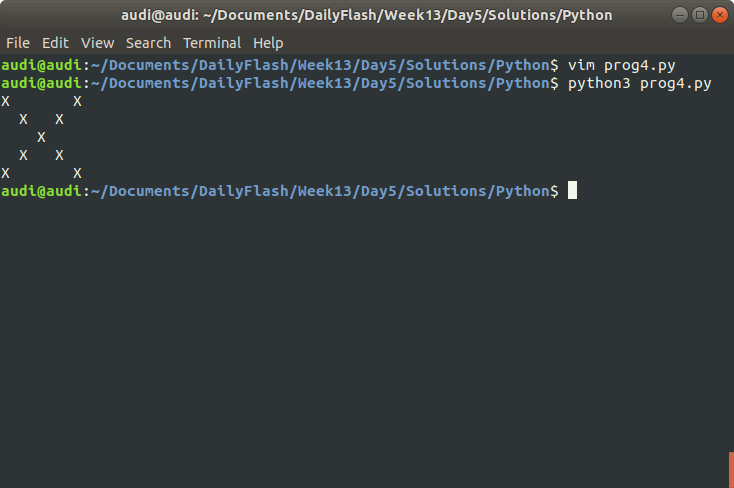 audi@audi: ~/Documents/DailyFlash/Week13/Day5/Solutions/Python
File Edit View Search Terminal Help
audi@audi:~/Documents/DailyFlash/Week13/Day5/Solutions/Python$ vim prog4.py
audi@audi:~/Documents/DailyFlash/Week13/Day5/Solutions/Python$ python3 prog4.py
X       X
  X   X
    X
  X   X
X       X
audi@audi:~/Documents/DailyFlash/Week13/Day5/Solutions/Python$